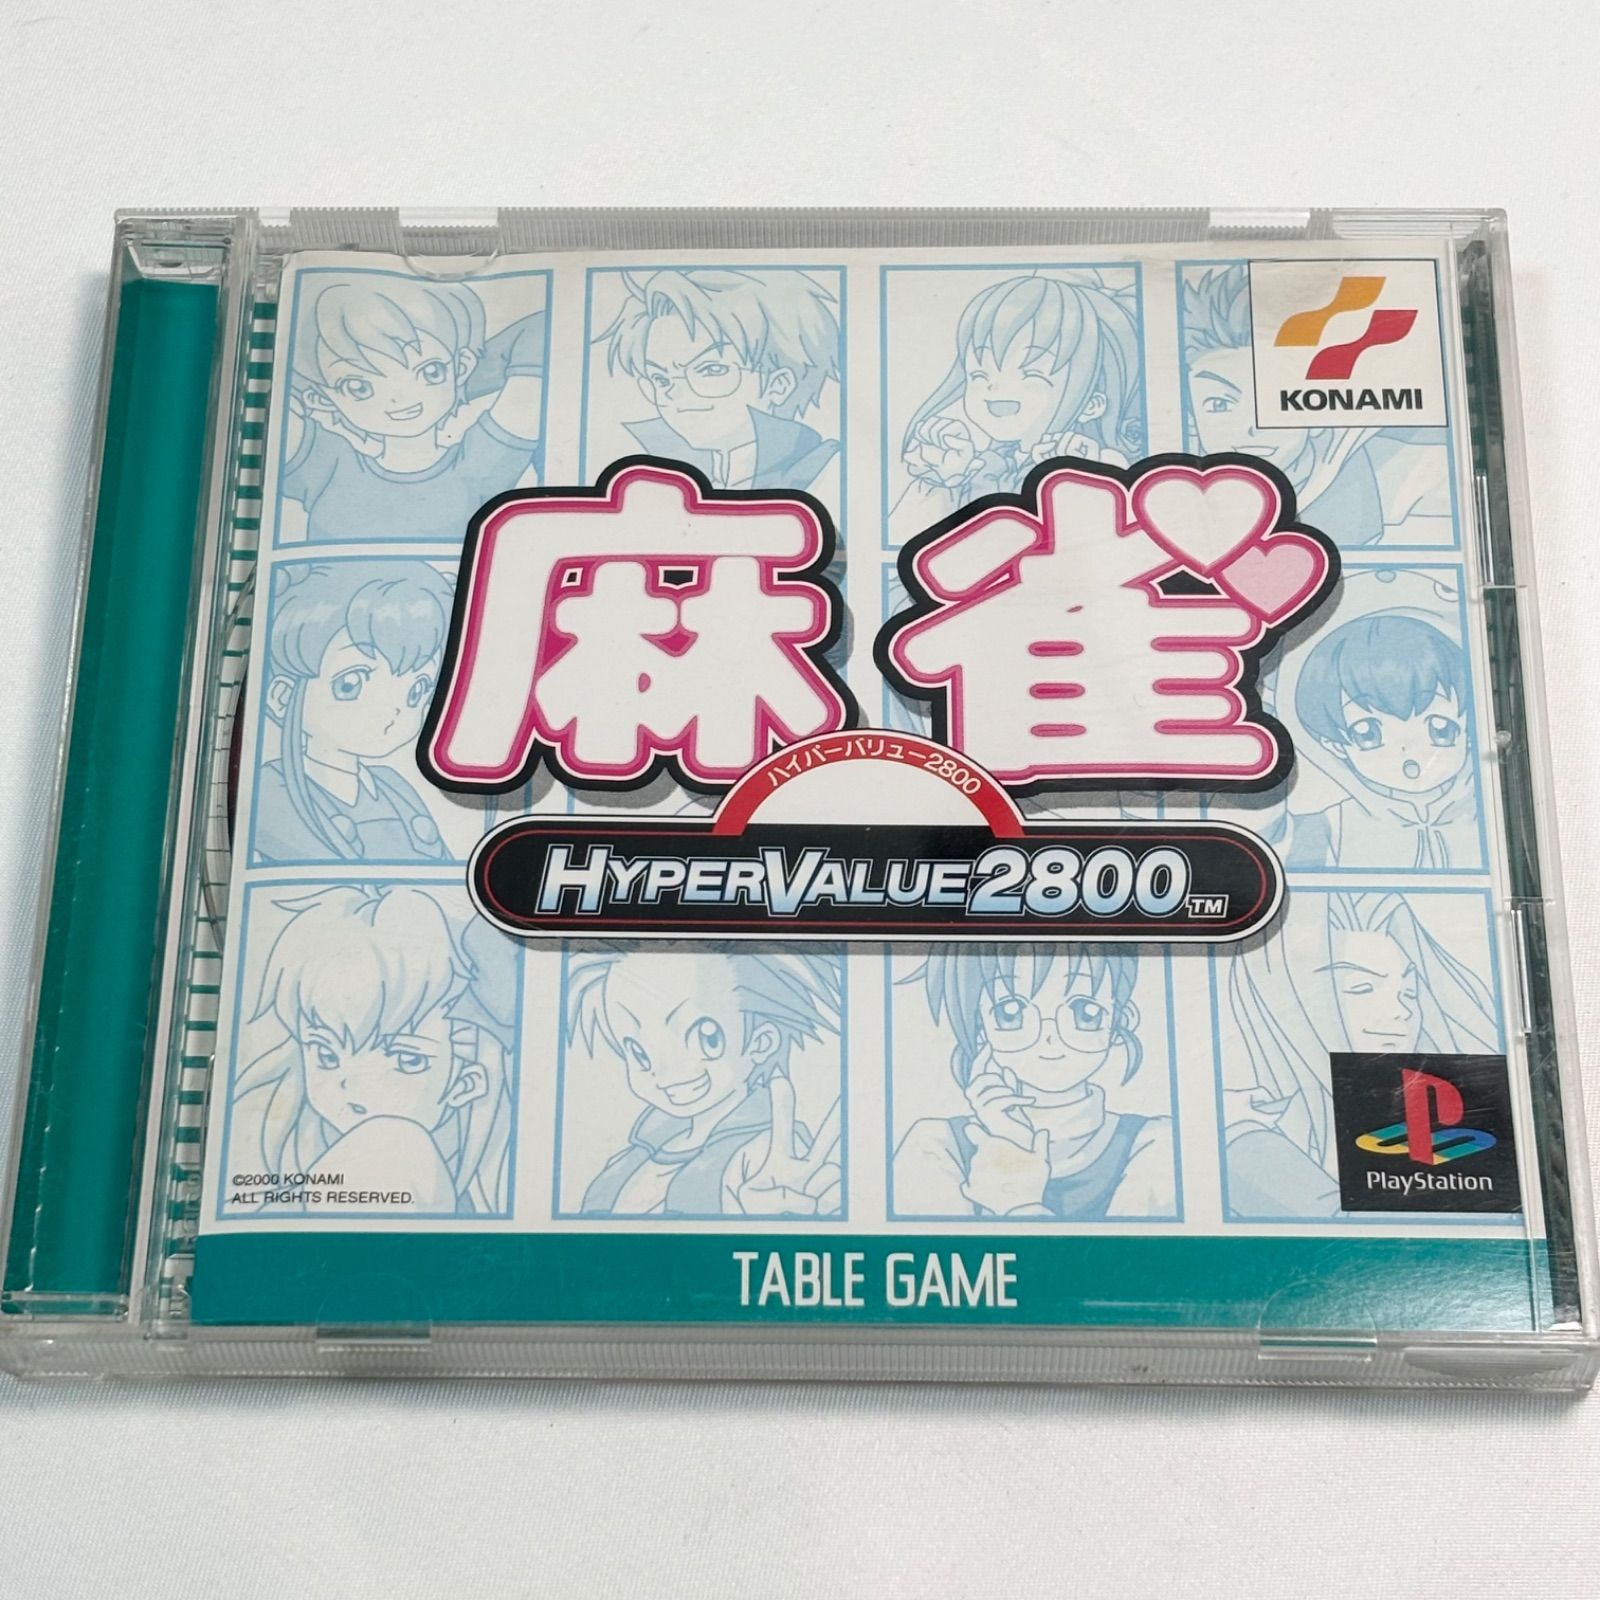 KONAMI
麻雀
ハイパーバリュー2800
HYPERVALUE2800™
©2000 KONAMI
ALL RIGHTS RESERVED.
PlayStation
TABLE GAME